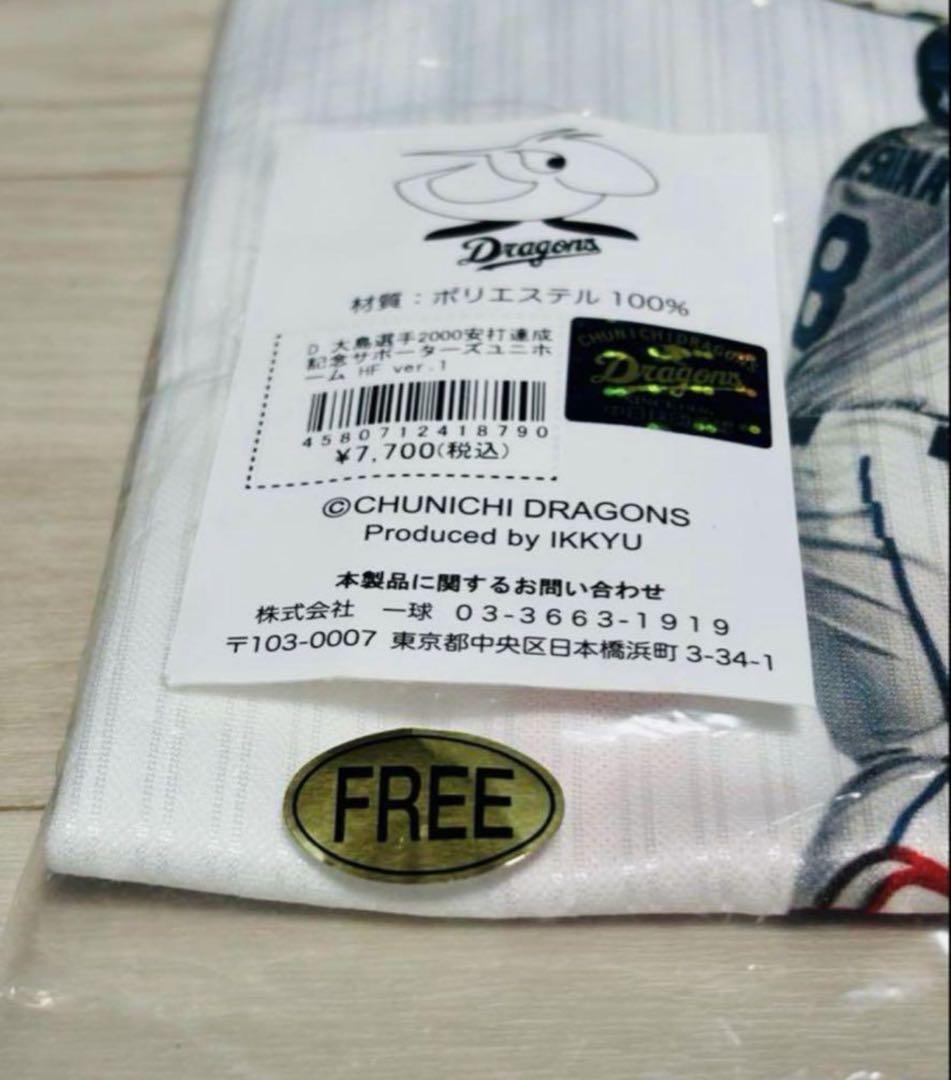 Dragons
材質：ポリエステル 100%
D 大島選手2000安打達成
記念サポーターズユニホ
ーム HF ver.1
CHUNICHI DRAGONS
Dragons
4580712418790
¥7,700(税込)
©CHUNICHI DRAGONS
Produced by IKKYU
本製品に関するお問い合わせ
株式会社 一球 03-3663-1919
〒103-0007 東京都中央区日本橋浜町 3-34-1
FREE
8